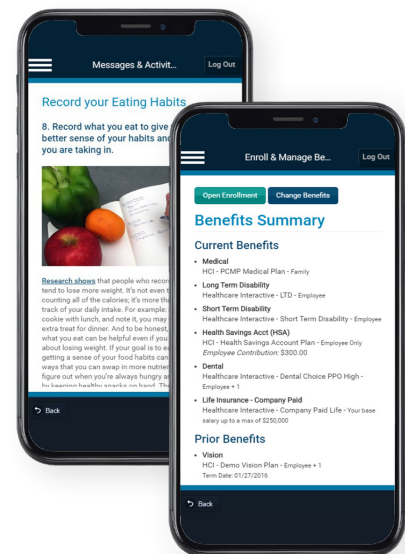 Messages & Activit...
Log Out
Record your Eating Habits
8. Record what you eat to give
better sense of your habits and
you are taking in.
Research shows that people who recor
tend to lose more weight. It's not even t
counting all of the calories; it's more tha
track of your daily intake. For example:
cookie with lunch, and note it, you may
extra treat for dinner. And to be honest,
what you eat can be helpful even if you
about losing weight. If your goal is to ea
getting a sense of your food habits can
ways that you can swap in more nutrien
figure out when you're always hungry a
by keeping healthy snacks on hand. The
Back
Enroll & Manage Be...
Log Out
Open Enrollment
Change Benefits
Benefits Summary
Current Benefits
• Medical
HCI - PCMP Medical Plan - Family
• Long Term Disability
Healthcare Interactive - LTD - Employee
• Short Term Disability
Healthcare Interactive - Short Term Disability - Employee
• Health Savings Acct (HSA)
HCI - Health Savings Account Plan - Employee Only
Employee Contribution: $300.00
• Dental
Healthcare Interactive - Dental Choice PPO High -
Employee + 1
• Life Insurance - Company Paid
Healthcare Interactive - Company Paid Life - Your base
salary up to a max of $250,000
Prior Benefits
• Vision
HCI - Demo Vision Plan - Employee + 1
Term Date: 01/27/2016
Back